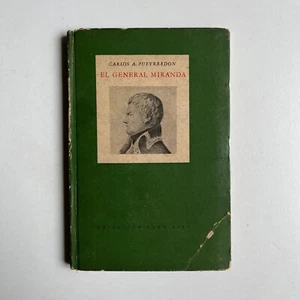 CARLOS A. PUEYRREDON
EL GENERAL MIRANDA